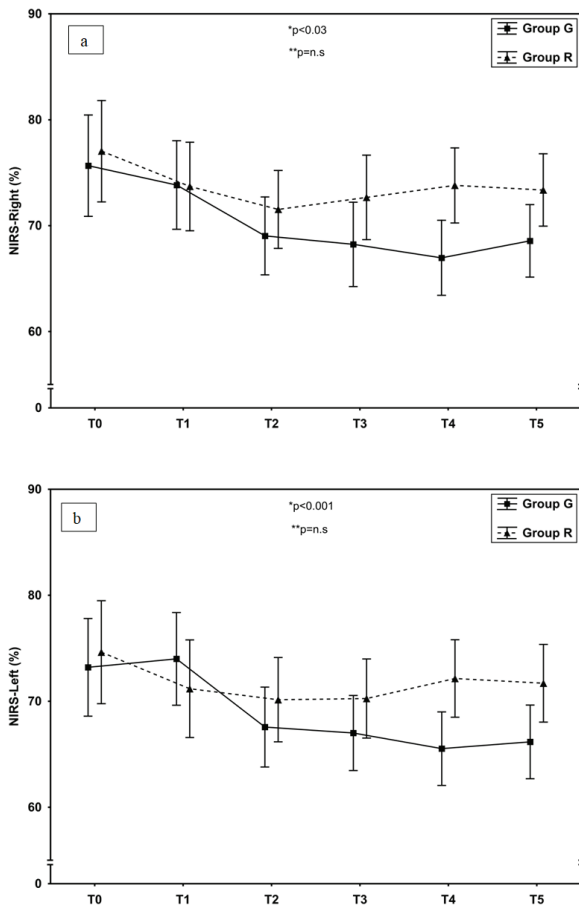 a
*p<0.03
**p=n.s
Group G
Group R
NIRS-Right (%)
90
80
70
60
0
T0 T1 T2 T3 T4 T5
b
*p<0.001
**p=n.s
Group G
Group R
NIRS-Left (%)
90
80
70
60
0
T0 T1 T2 T3 T4 T5